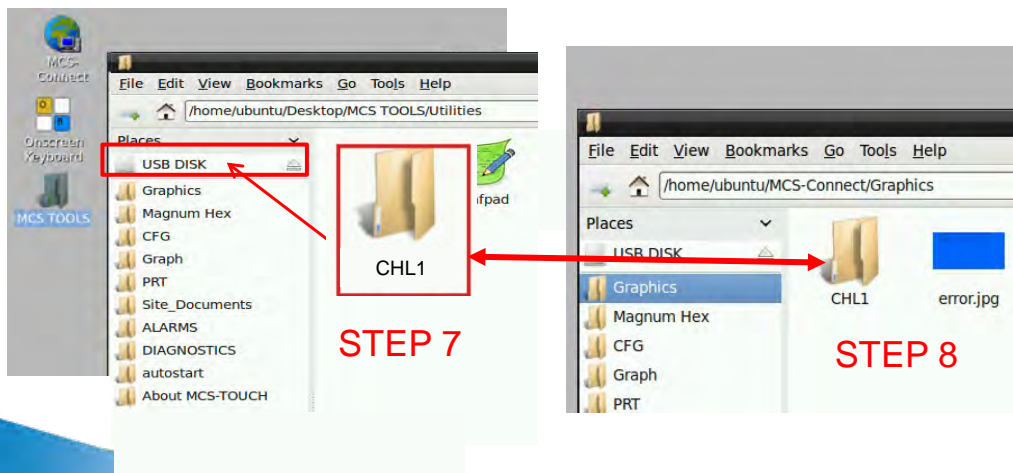 MCS-
Connect
Onscreen
Keyboard
MCS TOOLS
File Edit View Bookmarks Go Tools Help
/home/ubuntu/Desktop/MCS TOOLS/Utilities
Places
USB DISK
Graphics
Magnum Hex
CFG
Graph
PRT
Site_Documents
ALARMS
DIAGNOSTICS
autostart
About MCS-TOUCH
CHL1
afpad
STEP 7
File Edit View Bookmarks Go Tools Help
/home/ubuntu/MCS-Connect/Graphics
Places
USB DISK
Graphics
Magnum Hex
CFG
Graph
PRT
CHL1
error.jpg
STEP 8